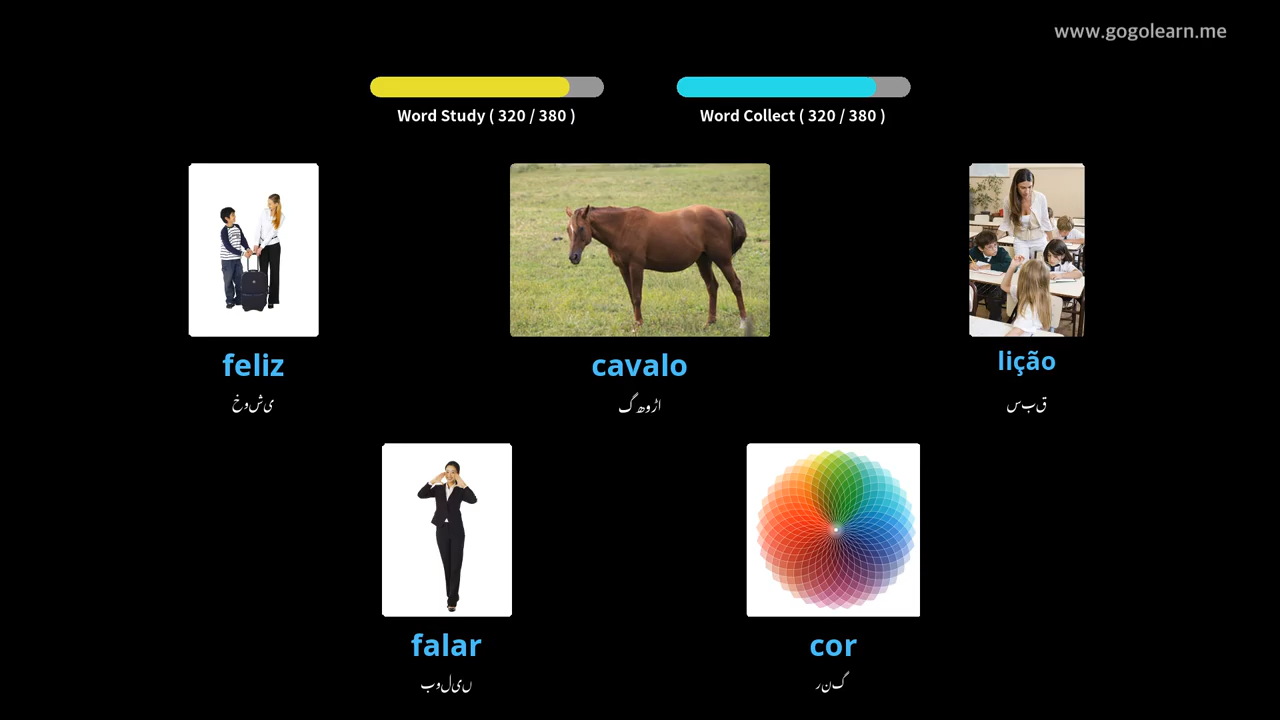 www.gogolearn.me
Word Study ( 320 / 380 )
Word Collect ( 320 / 380 )
feliz
خوشی
cavalo
گھوڑا
lição
سبق
falar
بولیں
cor
رنگ